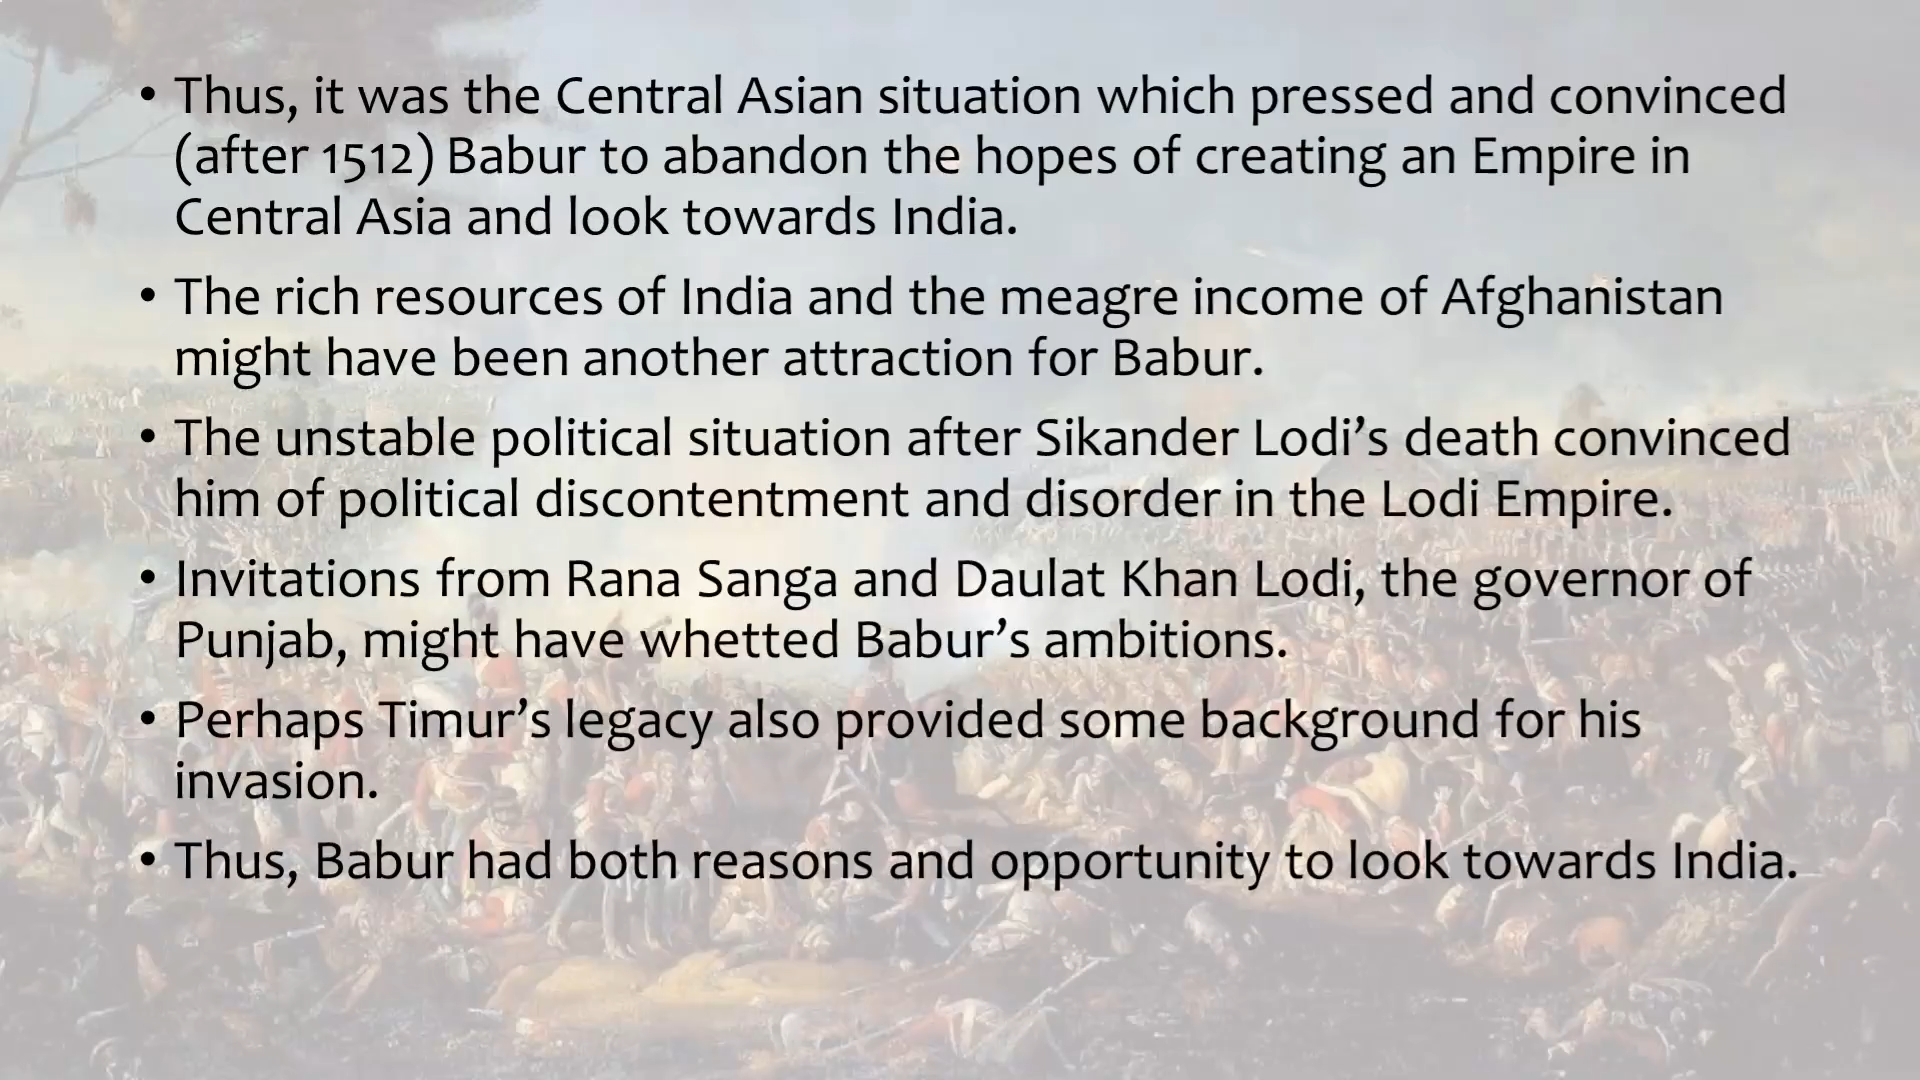 • Thus, it was the Central Asian situation which pressed and convinced
(after 1512) Babur to abandon the hopes of creating an Empire in
Central Asia and look towards India.
• The rich resources of India and the meagre income of Afghanistan
might have been another attraction for Babur.
• The unstable political situation after Sikander Lodi’s death convinced
him of political discontentment and disorder in the Lodi Empire.
• Invitations from Rana Sanga and Daulat Khan Lodi, the governor of
Punjab, might have whetted Babur’s ambitions.
• Perhaps Timur’s legacy also provided some background for his
invasion.
• Thus, Babur had both reasons and opportunity to look towards India.